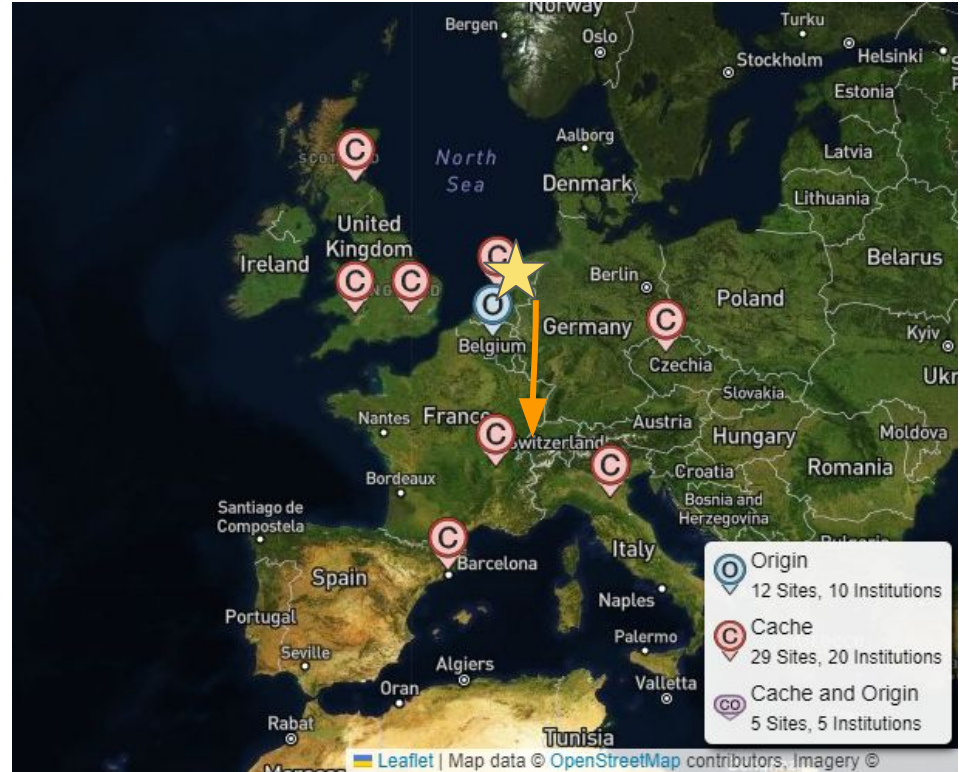 Norway
Bergen
Oslo
Turku
Helsinki
Stockholm
Estonia
Aalborg
Latvia
North
Sea
Denmark
Lithuania
United
Kingdom
Ireland
Belarus
Berlin
Poland
Germany
Belgium
Kyiv
Czechia
Ukr
Slovakia
Nantes
France
Switzerland
Austria
Hungary
Moldova
Croatia
Romania
Bordeaux
Bosnia and
Herzegovina
Santiago de
Compostela
Italy
Barcelona
Spain
Naples
Portugal
Palermo
Seville
Algiers
Valletta
Oran
Rabat
Tunisia
C
C
C
C
O
C
C
C
C
O Origin
12 Sites, 10 Institutions
C Cache
29 Sites, 20 Institutions
CO Cache and Origin
5 Sites, 5 Institutions
Leaflet | Map data © OpenStreetMap contributors, Imagery ©